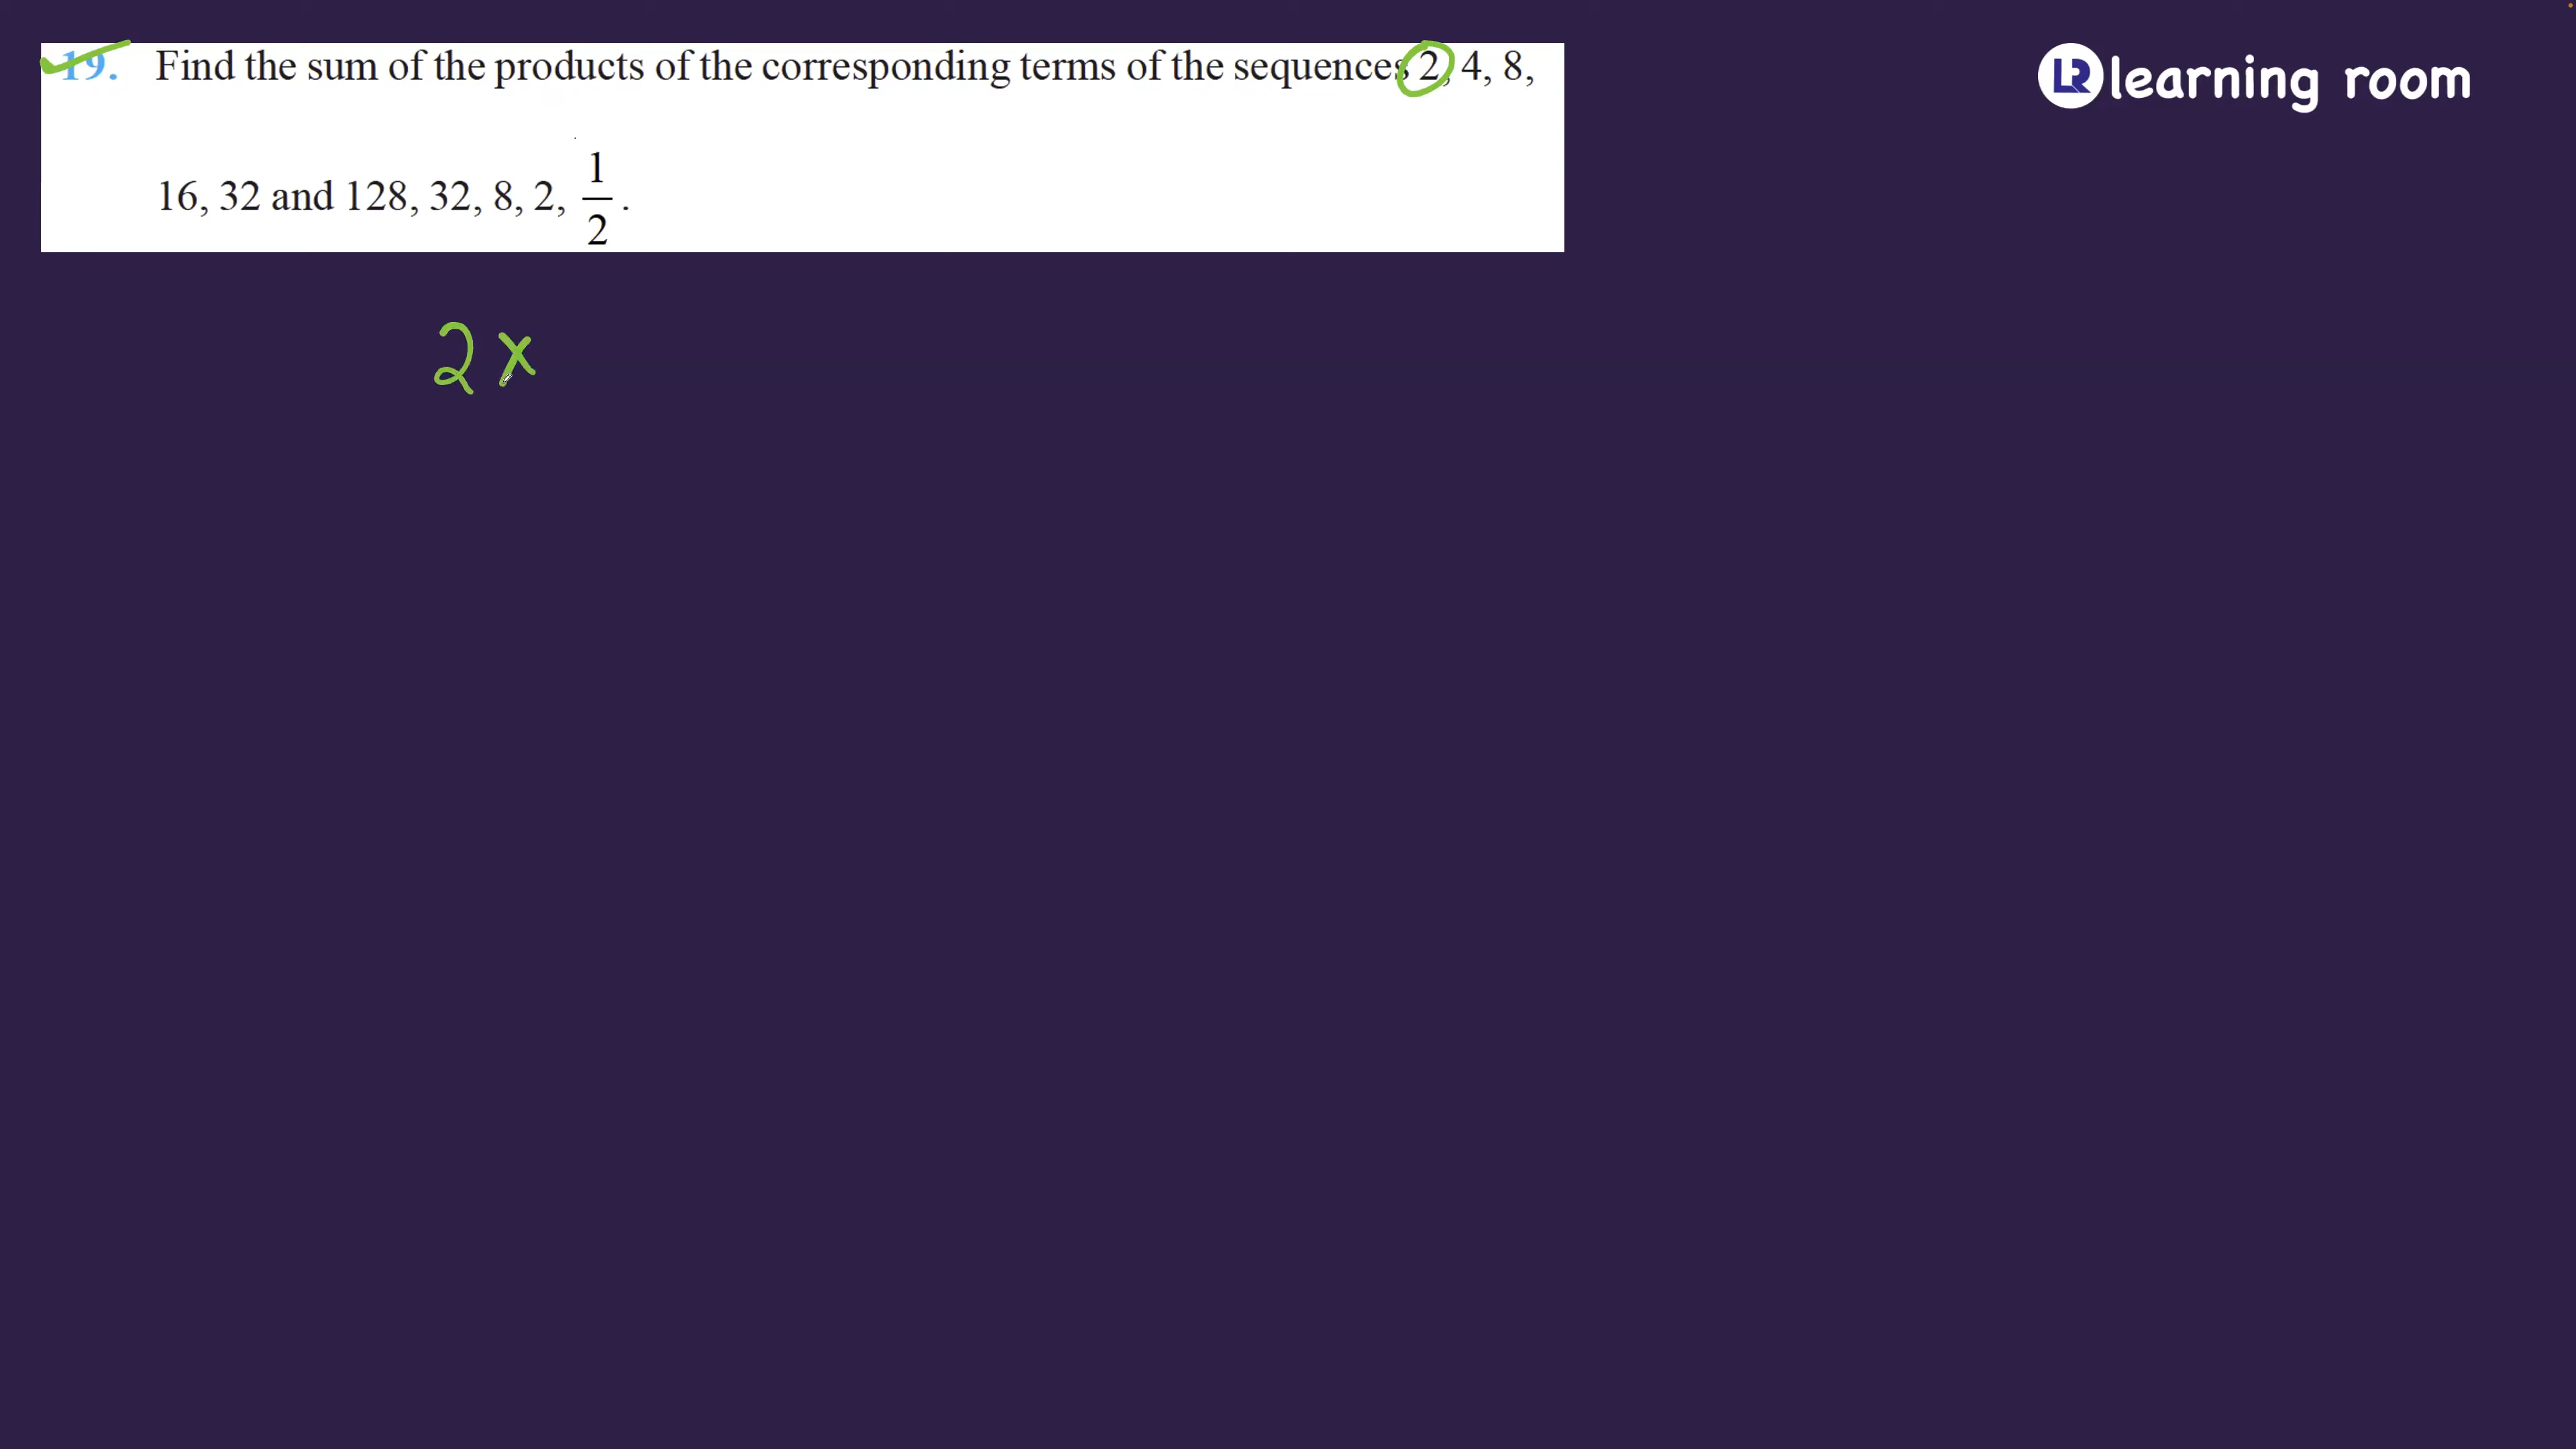 19. Find the sum of the products of the corresponding terms of the sequences 2, 4, 8,
16, 32 and 128, 32, 8, 2, 1/2.
LR learning room
2 x